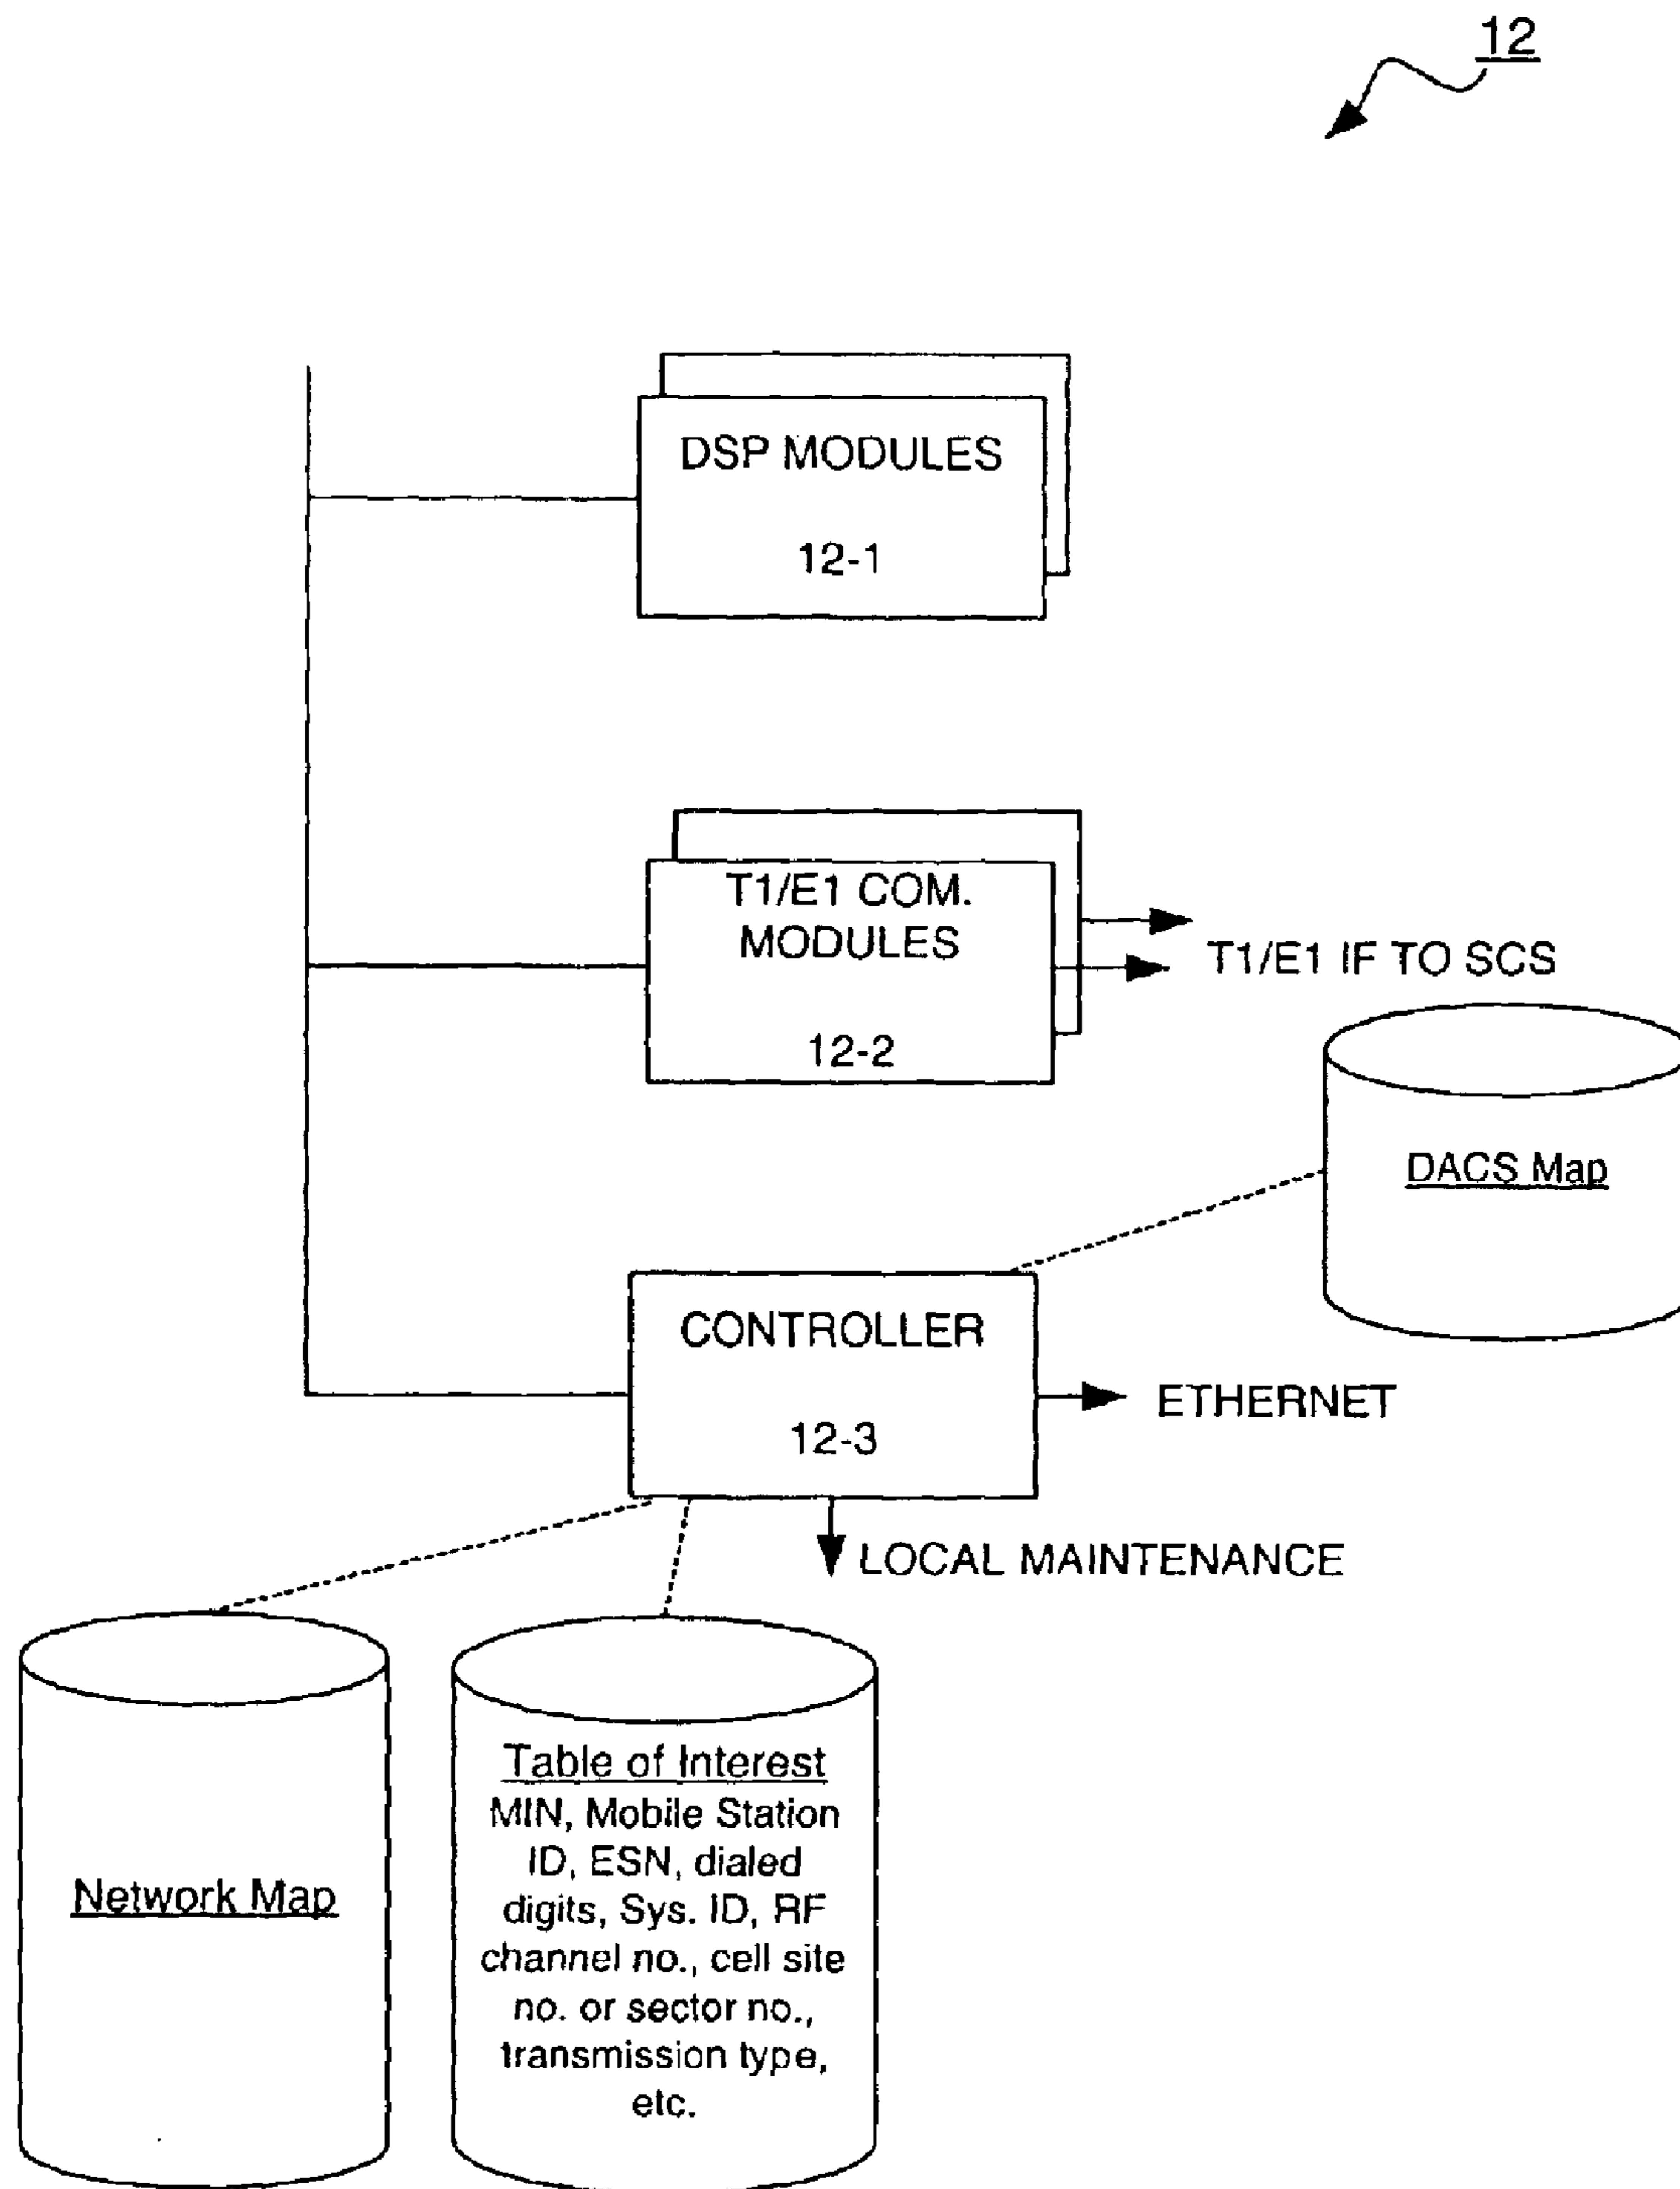 12
DSP MODULES
12-1
T1/E1 COM.
MODULES
12-2
T1/E1 IF TO SCS
DACS Map
CONTROLLER
12-3
ETHERNET
LOCAL MAINTENANCE
Network Map
Table of Interest
MIN, Mobile Station
ID, ESN, dialed
digits, Sys. ID, RF
channel no., cell site
no. or sector no.,
transmission type,
etc.